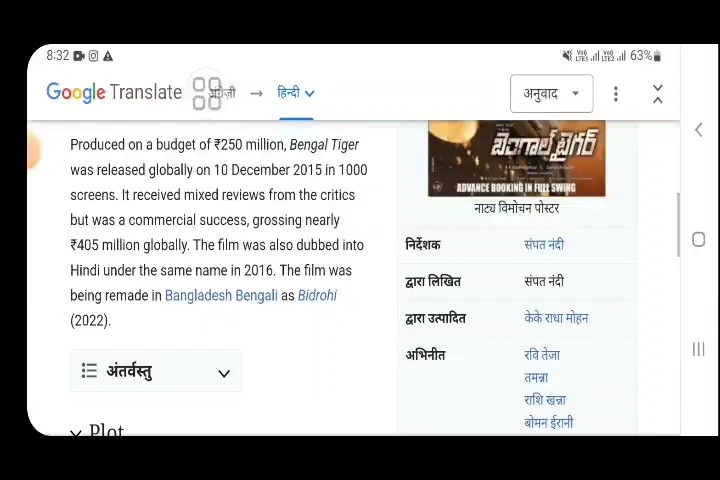 8:32 63%
Google Translate → हिन्दी अनुवाद
Produced on a budget of ₹250 million, Bengal Tiger
was released globally on 10 December 2015 in 1000
screens. It received mixed reviews from the critics
but was a commercial success, grossing nearly
₹405 million globally. The film was also dubbed into
Hindi under the same name in 2016. The film was
being remade in Bangladesh Bengali as Bidrohi
(2022).
अंतर्वस्तु
Plot
బెంగాల్ టైగర్
ADVANCE BOOKING IN FULL SWING
नाट्य विमोचन पोस्टर
निर्देशक संपत नंदी
द्वारा लिखित संपत नंदी
द्वारा उत्पादित केके राधा मोहन
अभिनीत रवि तेजा
तमन्ना
राशि खन्ना
बोमन ईरानी